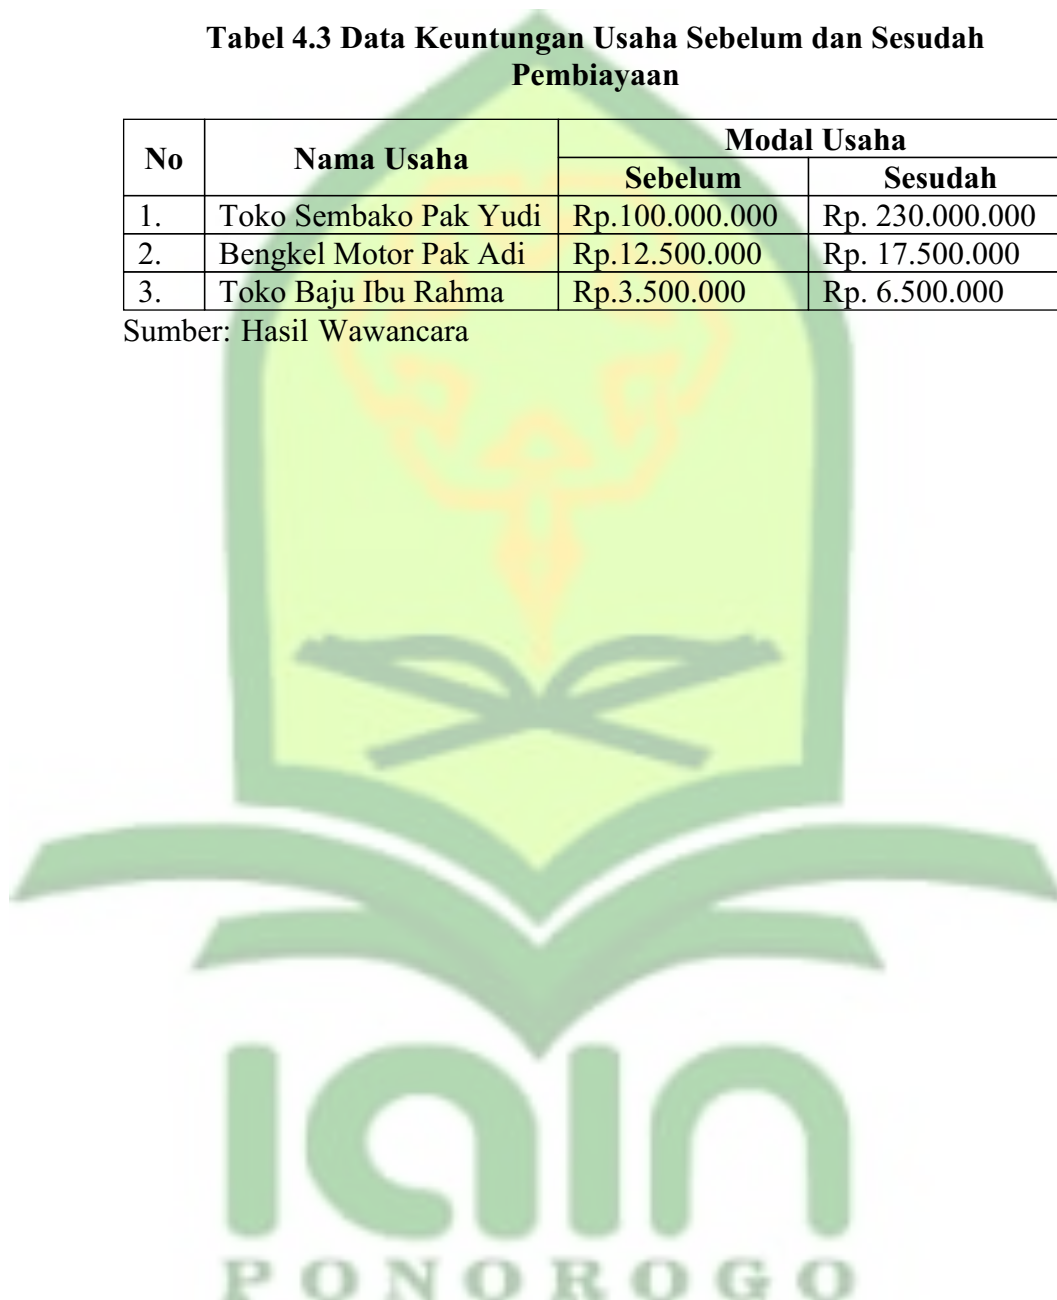 Tabel 4.3 Data Keuntungan Usaha Sebelum dan Sesudah
Pembiayaan
No Nama Usaha Modal Usaha
Sebelum Sesudah
1. Toko Sembako Pak Yudi Rp.100.000.000 Rp. 230.000.000
2. Bengkel Motor Pak Adi Rp.12.500.000 Rp. 17.500.000
3. Toko Baju Ibu Rahma Rp.3.500.000 Rp. 6.500.000
Sumber: Hasil Wawancara
iain
PONOROGO